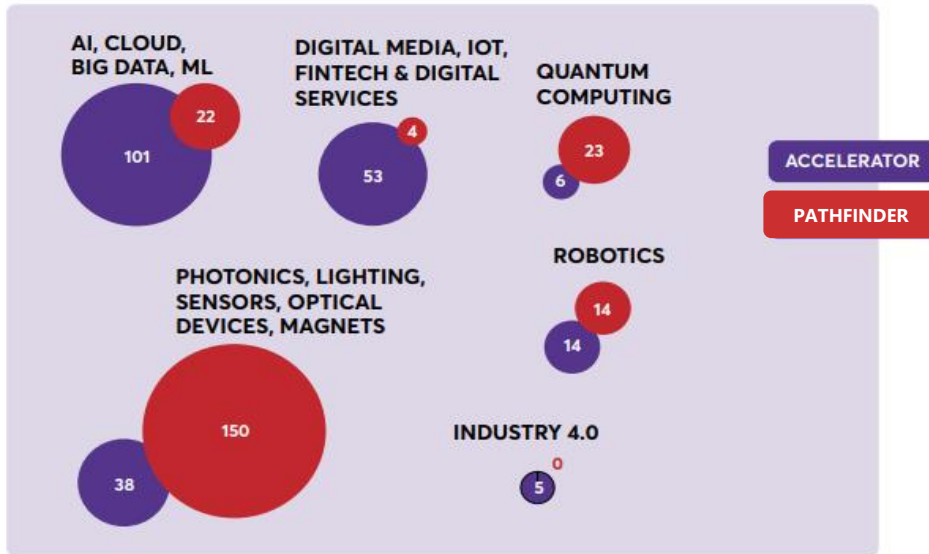 AI, CLOUD,
BIG DATA, ML
22
101
DIGITAL MEDIA, IOT,
FINTECH & DIGITAL
SERVICES
4
53
QUANTUM
COMPUTING
23
6
ACCELERATOR
PATHFINDER
PHOTONICS, LIGHTING,
SENSORS, OPTICAL
DEVICES, MAGNETS
150
38
ROBOTICS
14
14
INDUSTRY 4.0
0
5